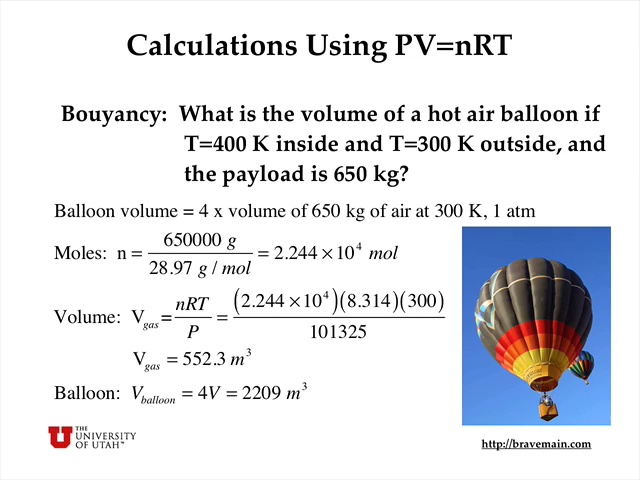 Calculations Using PV=nRT
Bouyancy: What is the volume of a hot air balloon if
T=400 K inside and T=300 K outside, and
the payload is 650 kg?
Balloon volume = 4 x volume of 650 kg of air at 300 K, 1 atm
Moles: n = 650000 g / 28.97 g / mol = 2.244 × 10⁴ mol
Volume: V_gas = nRT / P = (2.244 × 10⁴)(8.314)(300) / 101325
V_gas = 552.3 m³
Balloon: V_balloon = 4V = 2209 m³
THE
UNIVERSITY
OF UTAH™
http://bravemain.com